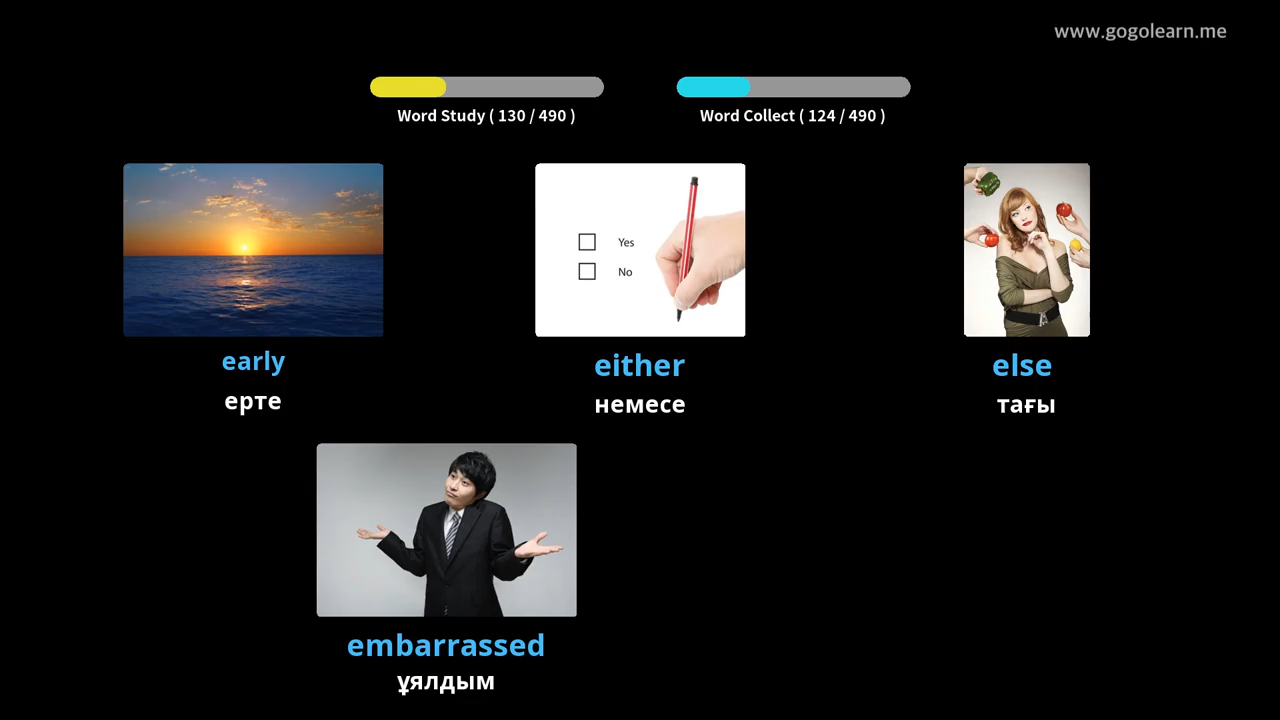 www.gogolearn.me
Word Study ( 130 / 490 )
Word Collect ( 124 / 490 )
Yes
No
early
either
else
ерте
немесе
тағы
embarrassed
ұялдым